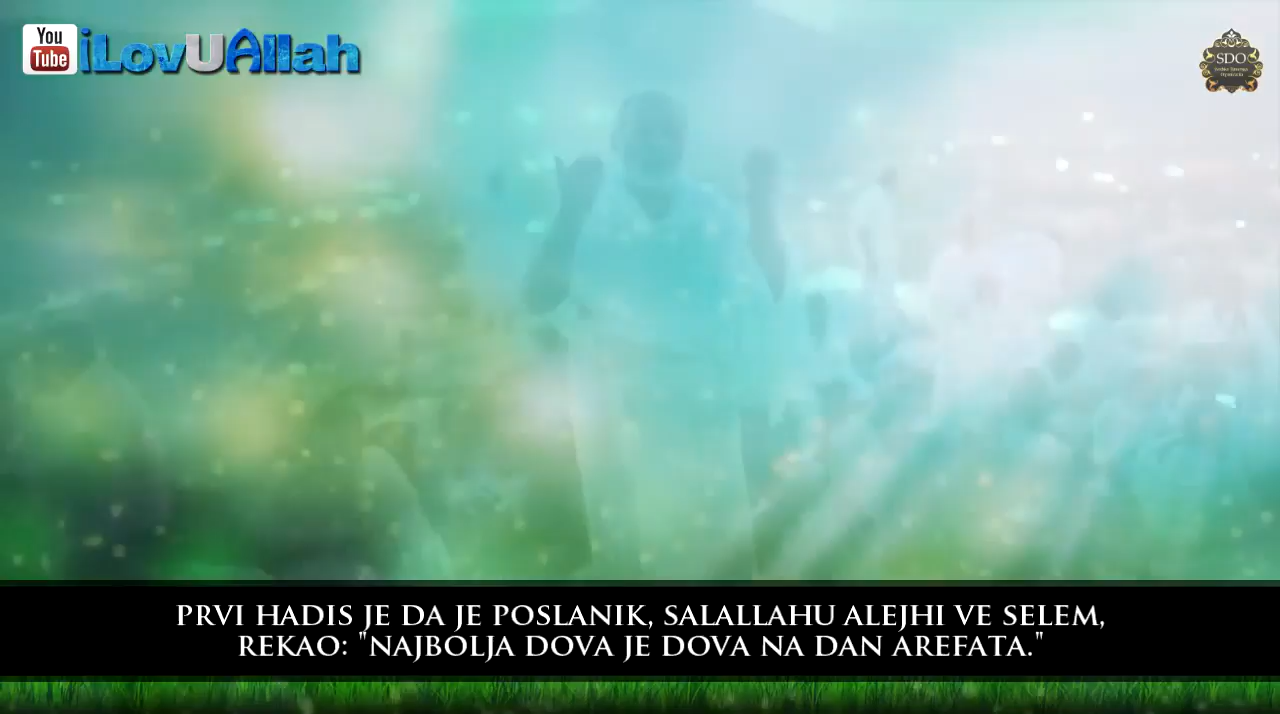 You
Tube
iLovUAllah
SDO
PRVI HADIS JE DA JE POSLANIK, SALALLAHU ALEJHI VE SELEM,
REKAO: "NAJBOLJA DOVA JE DOVA NA DAN AREFATA."